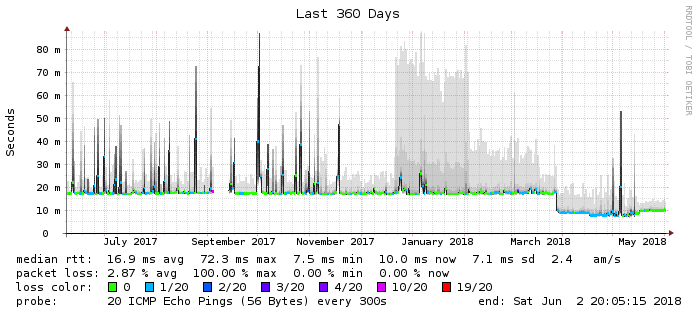 Last 360 Days
RRDTOOL / TOBI OETIKER
Seconds
80 m
70 m
60 m
50 m
40 m
30 m
20 m
10 m
0
July 2017 September 2017 November 2017 January 2018 March 2018 May 2018
median rtt: 16.9 ms avg 72.3 ms max 7.5 ms min 10.0 ms now 7.1 ms sd 2.4 am/s
packet loss: 2.87 % avg 100.00 % max 0.00 % min 0.00 % now
loss color: 0 1/20 2/20 3/20 4/20 10/20 19/20
probe: 20 ICMP Echo Pings (56 Bytes) every 300s end: Sat Jun 2 20:05:15 2018